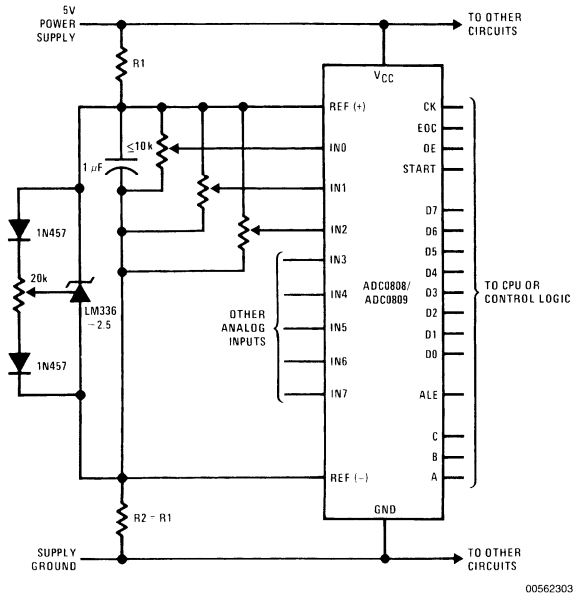 5V
POWER
SUPPLY
TO OTHER
CIRCUITS
R1
VCC
REF (+)
CK
EOC
≤10k
IN0
OE
1 µF
START
IN1
D7
1N457
IN2
D6
D5
IN3
20k
D4
ADC0808/
ADC0809
D3
TO CPU OR
CONTROL LOGIC
LM336
-2.5
IN4
D2
OTHER
ANALOG
INPUTS
IN5
D1
D0
1N457
IN6
IN7
ALE
C
B
REF (-)
A
R2 = R1
GND
SUPPLY
GROUND
TO OTHER
CIRCUITS
00562303